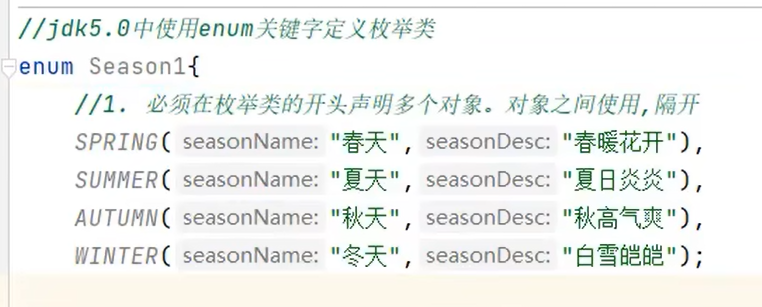 //jdk5.0中使用enum关键字定义枚举类
enum Season1{
//1. 必须在枚举类的开头声明多个对象。对象之间使用,隔开
SPRING( seasonName: "春天", seasonDesc: "春暖花开"),
SUMMER( seasonName: "夏天", seasonDesc: "夏日炎炎"),
AUTUMN( seasonName: "秋天", seasonDesc: "秋高气爽"),
WINTER( seasonName: "冬天", seasonDesc: "白雪皑皑");